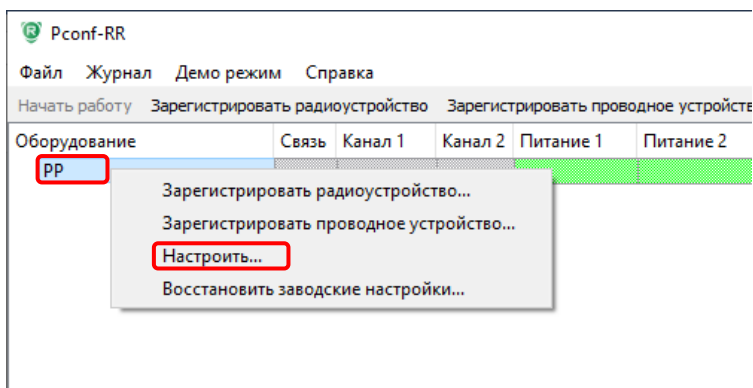 Pconf-RR
Файл Журнал Демо режим Справка
Начать работу Зарегистрировать радиоустройство Зарегистрировать проводное устройств
Оборудование Связь Канал 1 Канал 2 Питание 1 Питание 2
РР
Зарегистрировать радиоустройство...
Зарегистрировать проводное устройство...
Настроить...
Восстановить заводские настройки...